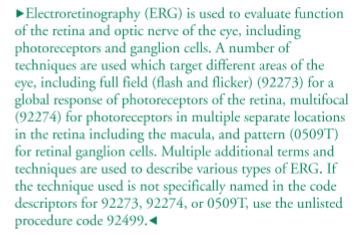 ▶Electroretinography (ERG) is used to evaluate function
of the retina and optic nerve of the eye, including
photoreceptors and ganglion cells. A number of
techniques are used which target different areas of the
eye, including full field (flash and flicker) (92273) for a
global response of photoreceptors of the retina, multifocal
(92274) for photoreceptors in multiple separate locations
in the retina including the macula, and pattern (0509T)
for retinal ganglion cells. Multiple additional terms and
techniques are used to describe various types of ERG. If
the technique used is not specifically named in the code
descriptors for 92273, 92274, or 0509T, use the unlisted
procedure code 92499.◀